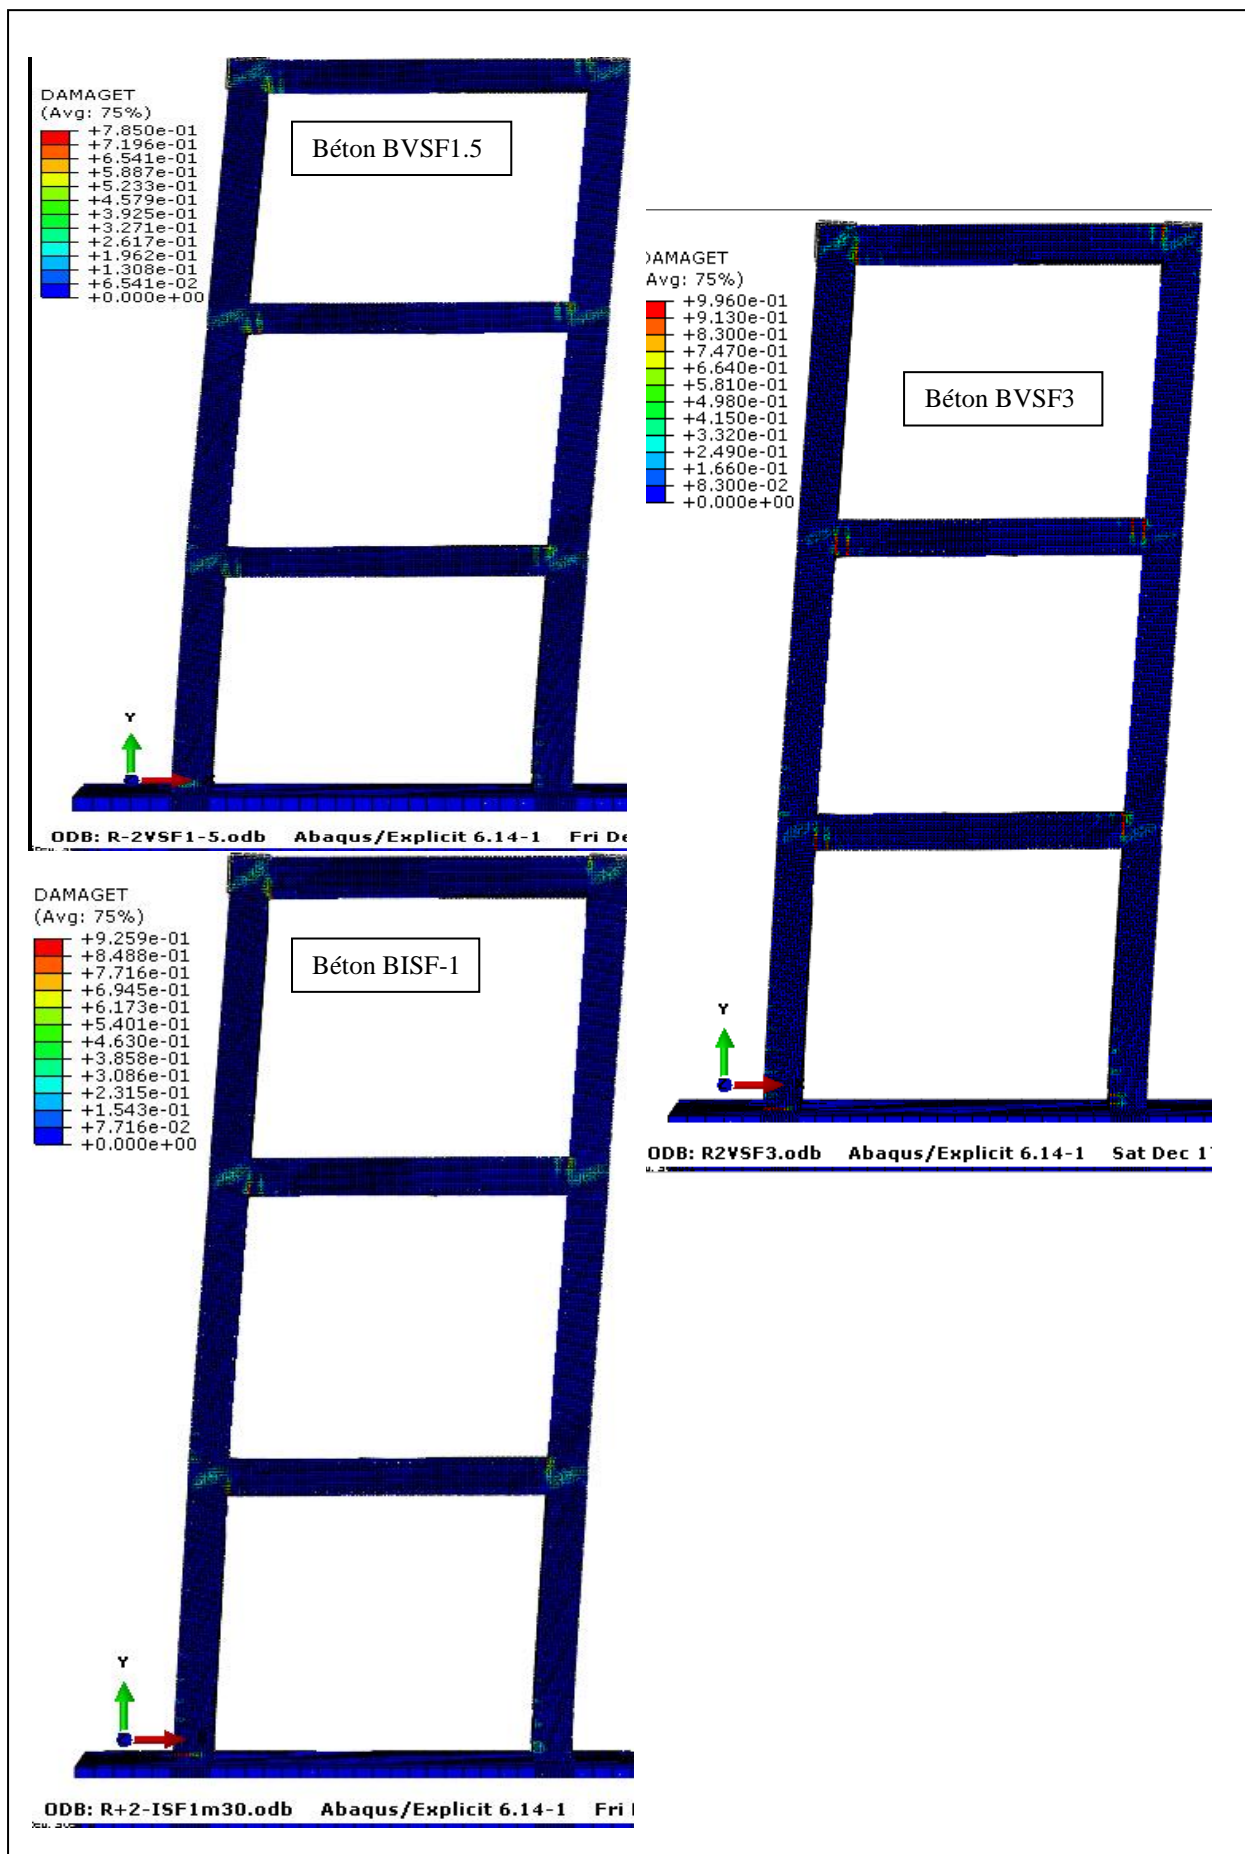 DAMAGET
(Avg: 75%)
+7.850e-01
+7.196e-01
+6.541e-01
+5.887e-01
+5.233e-01
+4.579e-01
+3.925e-01
+3.271e-01
+2.617e-01
+1.962e-01
+1.308e-01
+6.541e-02
+0.000e+00
Béton BVSF1.5
Y
ODB: R-2VSF1-5.odb Abaqus/Explicit 6.14-1 Fri De
DAMAGET
Avg: 75%)
+9.960e-01
+9.130e-01
+8.300e-01
+7.470e-01
+6.640e-01
+5.810e-01
+4.980e-01
+4.150e-01
+3.320e-01
+2.490e-01
+1.660e-01
+8.300e-02
+0.000e+00
Béton BVSF3
Y
ODB: R2VSF3.odb Abaqus/Explicit 6.14-1 Sat Dec 1
DAMAGET
(Avg: 75%)
+9.259e-01
+8.488e-01
+7.716e-01
+6.945e-01
+6.173e-01
+5.401e-01
+4.630e-01
+3.858e-01
+3.086e-01
+2.315e-01
+1.543e-01
+7.716e-02
+0.000e+00
Béton BISF-1
Y
ODB: R+2-ISF1m30.odb Abaqus/Explicit 6.14-1 Fri